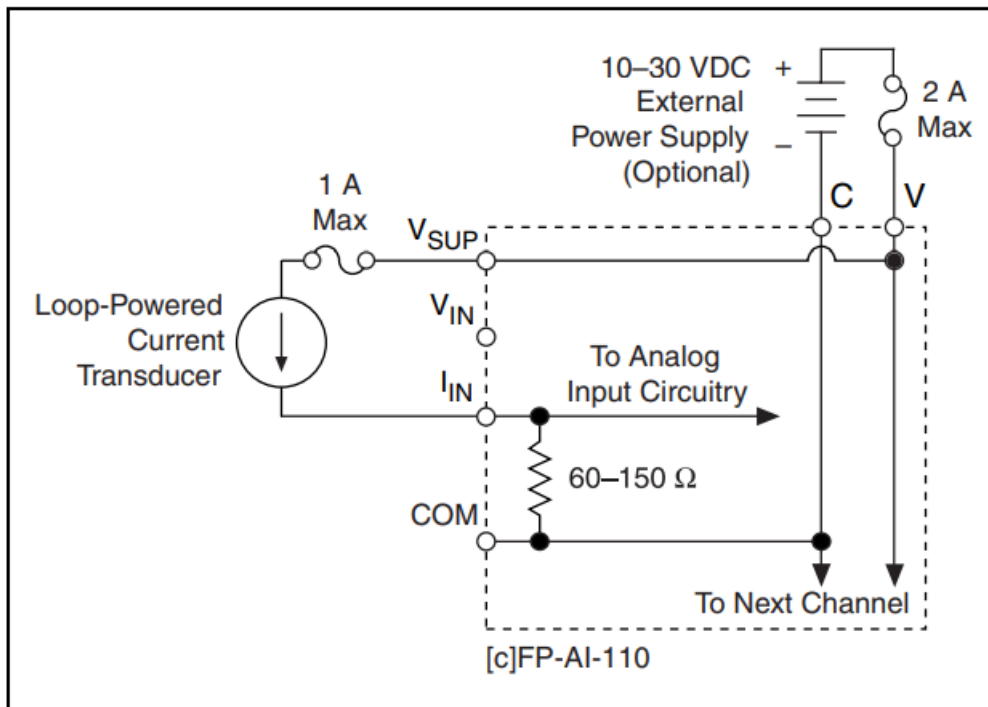 10–30 VDC
External
Power Supply
(Optional)
+
–
2 A
Max
C
V
1 A
Max
VSUP
VIN
IIN
COM
Loop-Powered
Current
Transducer
To Analog
Input Circuitry
60–150 Ω
To Next Channel
[c]FP-AI-110